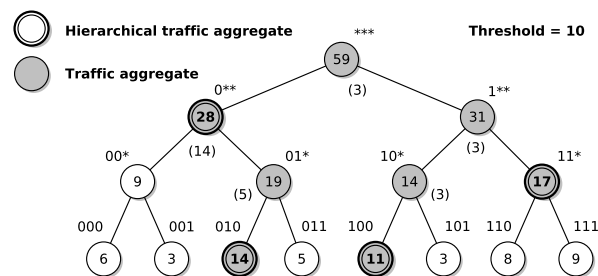 Hierarchical traffic aggregate
*** Threshold = 10
Traffic aggregate
59
0** (3) 1**
28 31
00* (14) 01* 10* (3) 11*
9 (5) 19 14 (3) 17
000 001 010 011 100 101 110 111
6 3 14 5 11 3 8 9